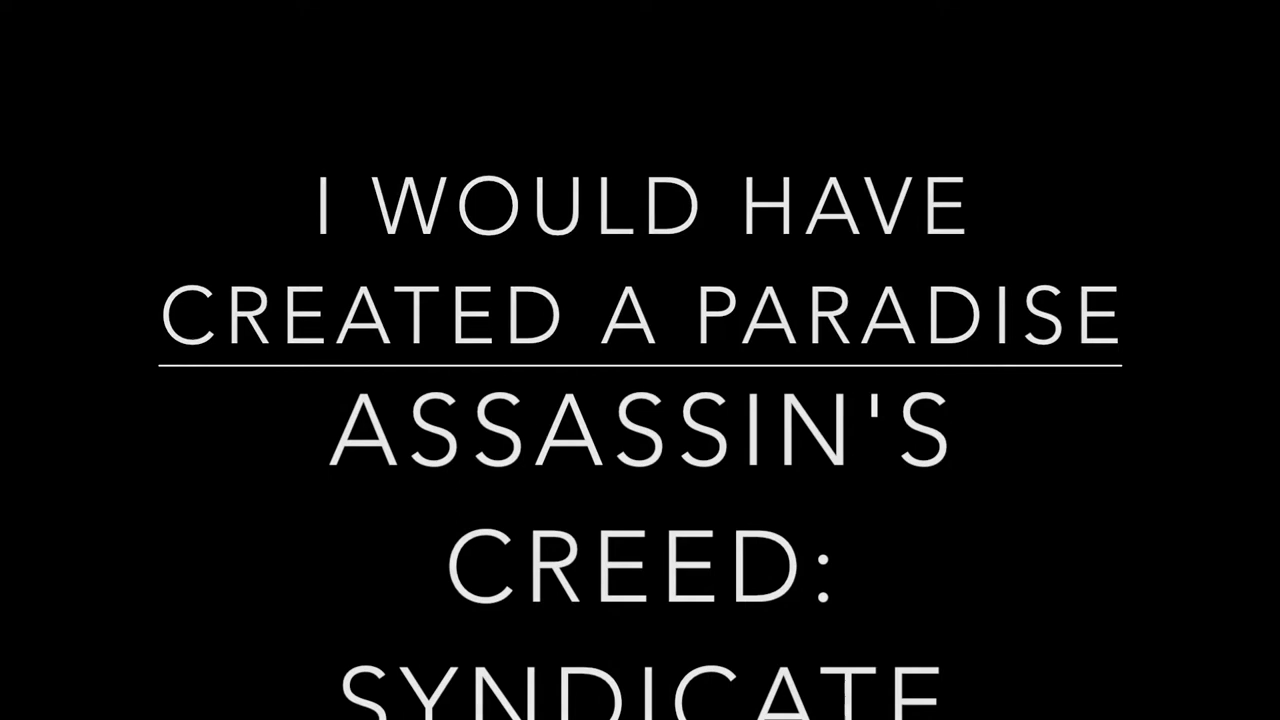 I WOULD HAVE
CREATED A PARADISE
ASSASSIN'S
CREED:
SYNDICATE